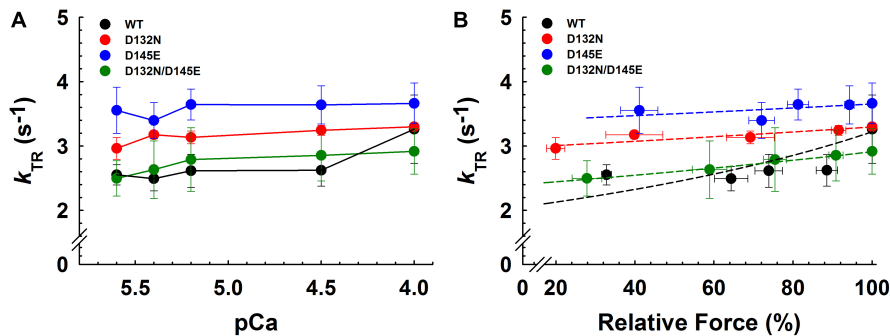 A
WT
D132N
D145E
D132N/D145E
5
4
3
2
0
kTR (s-1)
5.5 5.0 4.5 4.0
pCa
B
WT
D132N
D145E
D132N/D145E
5
4
3
2
0
kTR (s-1)
0 20 40 60 80 100
Relative Force (%)